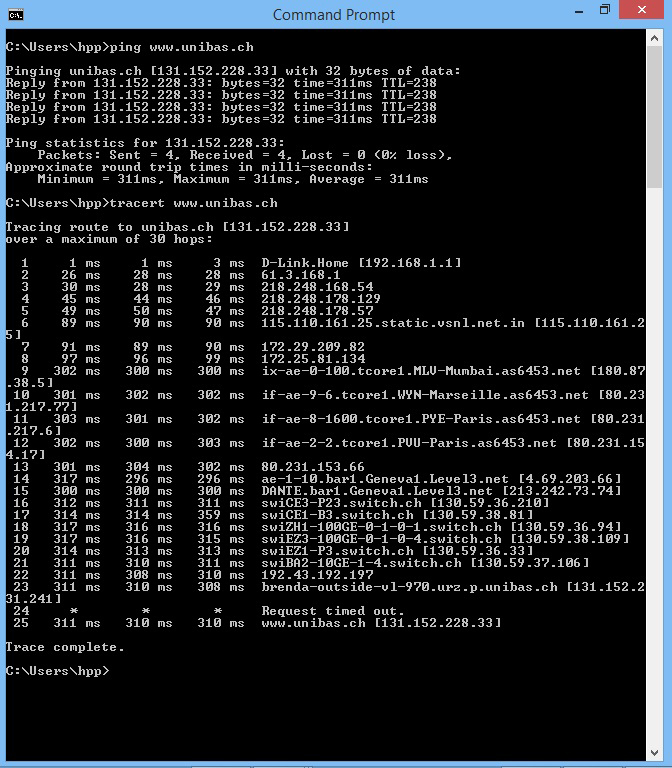 Command Prompt
C:\Users\hpp>ping www.unibas.ch
Pinging unibas.ch [131.152.228.33] with 32 bytes of data:
Reply from 131.152.228.33: bytes=32 time=311ms TTL=238
Reply from 131.152.228.33: bytes=32 time=311ms TTL=238
Reply from 131.152.228.33: bytes=32 time=311ms TTL=238
Reply from 131.152.228.33: bytes=32 time=311ms TTL=238
Ping statistics for 131.152.228.33:
    Packets: Sent = 4, Received = 4, Lost = 0 (0% loss),
Approximate round trip times in milli-seconds:
    Minimum = 311ms, Maximum = 311ms, Average = 311ms
C:\Users\hpp>tracert www.unibas.ch
Tracing route to unibas.ch [131.152.228.33]
over a maximum of 30 hops:
  1     1 ms     1 ms     3 ms  D-Link.Home [192.168.1.1]
  2    26 ms    28 ms    28 ms  61.3.168.1
  3    30 ms    28 ms    29 ms  218.248.168.54
  4    45 ms    44 ms    46 ms  218.248.178.129
  5    49 ms    50 ms    47 ms  218.248.178.57
  6    89 ms    90 ms    90 ms  115.110.161.25.static.vsnl.net.in [115.110.161.2
5]
  7    91 ms    89 ms    90 ms  172.29.209.82
  8    97 ms    96 ms    99 ms  172.25.81.134
  9   302 ms   300 ms   300 ms  ix-ae-0-100.tcore1.MLV-Mumbai.as6453.net [180.87
.38.5]
 10   301 ms   302 ms   302 ms  if-ae-9-6.tcore1.WYN-Marseille.as6453.net [80.23
1.217.77]
 11   303 ms   301 ms   302 ms  if-ae-8-1600.tcore1.PYE-Paris.as6453.net [80.231
.217.6]
 12   302 ms   300 ms   303 ms  if-ae-2-2.tcore1.PVU-Paris.as6453.net [80.231.15
4.17]
 13   301 ms   304 ms   302 ms  80.231.153.66
 14   317 ms   296 ms   296 ms  ae-1-10.bar1.Geneva1.Level3.net [4.69.203.66]
 15   300 ms   300 ms   300 ms  DANTE.bar1.Geneva1.Level3.net [213.242.73.74]
 16   312 ms   311 ms   311 ms  swiCE3-P23.switch.ch [130.59.36.210]
 17   314 ms   314 ms   359 ms  swiCE1-B3.switch.ch [130.59.38.81]
 18   317 ms   316 ms   316 ms  swiZH1-100GE-0-1-0-1.switch.ch [130.59.36.94]
 19   317 ms   316 ms   315 ms  swiEZ3-100GE-0-1-0-4.switch.ch [130.59.38.109]
 20   314 ms   313 ms   313 ms  swiEZ1-P3.switch.ch [130.59.36.33]
 21   311 ms   310 ms   311 ms  swiBA2-10GE-1-4.switch.ch [130.59.37.106]
 22   311 ms   308 ms   310 ms  192.43.192.197
 23   311 ms   310 ms   308 ms  brenda-outside-vl-970.urz.p.unibas.ch [131.152.2
31.241]
 24     *        *        *     Request timed out.
 25   311 ms   310 ms   310 ms  www.unibas.ch [131.152.228.33]
Trace complete.
C:\Users\hpp>